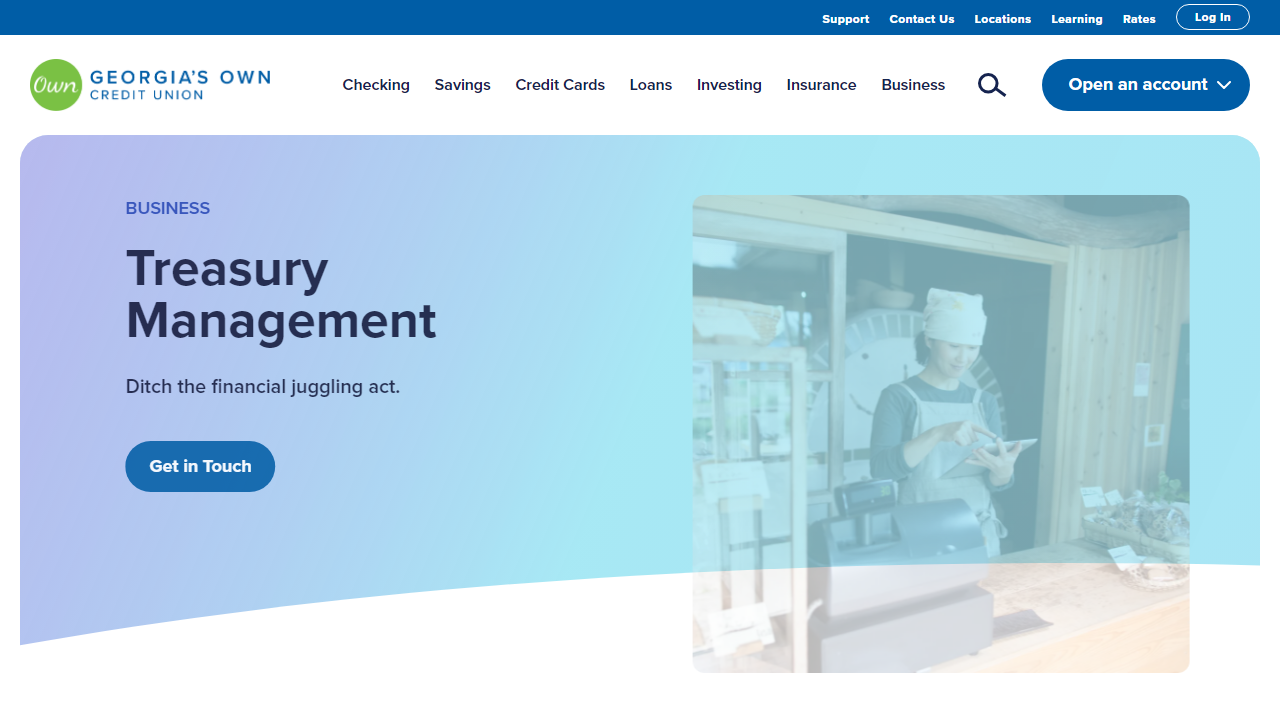 Support Contact Us Locations Learning Rates Log In
Own GEORGIA'S OWN
CREDIT UNION
Checking Savings Credit Cards Loans Investing Insurance Business Open an account
BUSINESS
Treasury
Management
Ditch the financial juggling act.
Get in Touch